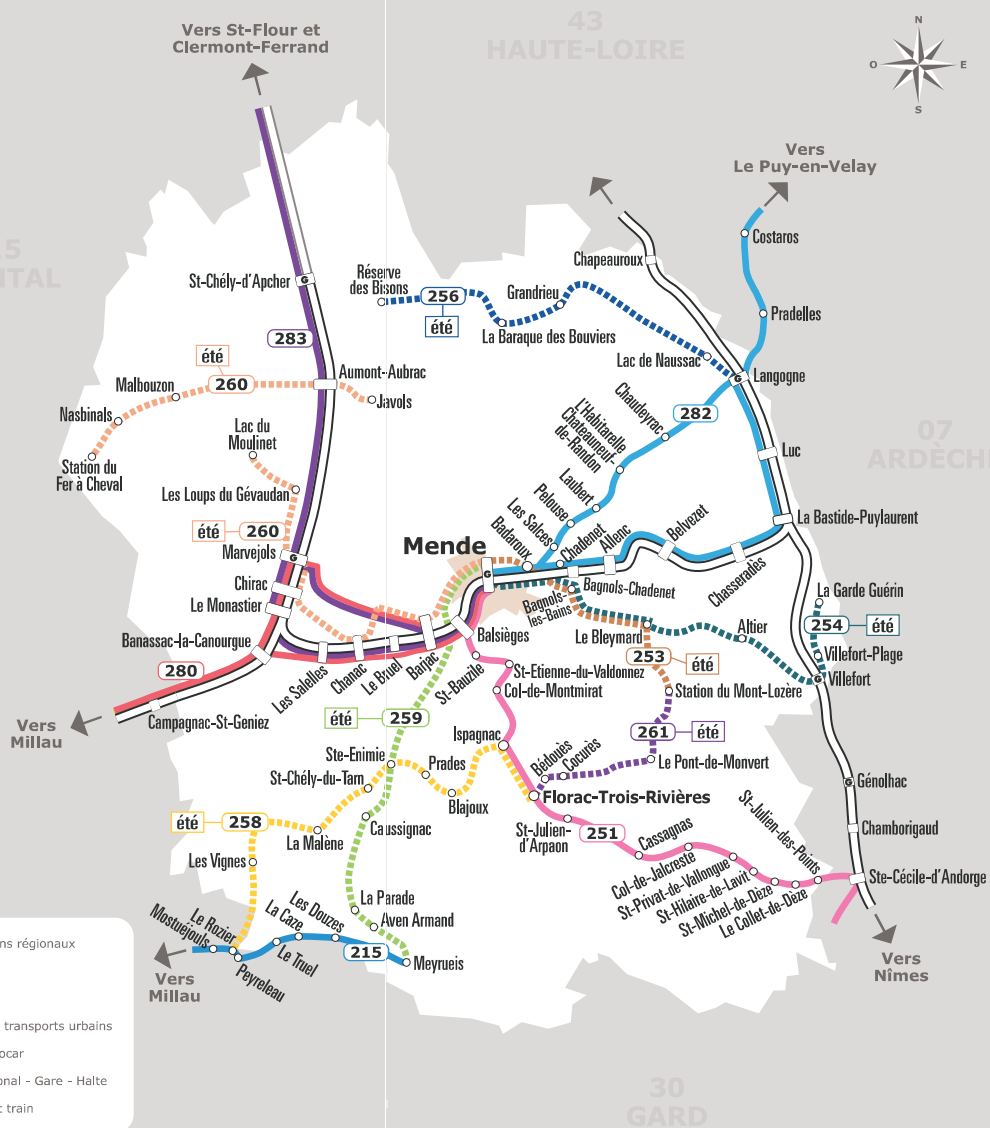 43
HAUTE-LOIRE
Vers St-Flour et
Clermont-Ferrand
N
O
E
S
Vers
Le Puy-en-Velay
Costaros
Chapeauroux
St-Chély-d'Apcher
Réserve
des Bisons
256
été
Grandrieu
La Baraque des Bouviers
Pradelles
283
Lac de Naussac
Langogne
été
260
Aumont-Aubrac
Malbouzon
Javols
Nasbinals
Station du
Fer à Cheval
Lac du
Moulinet
Les Loups du Gévaudan
282
Chaudeyrac
L'Habitarelle
Chateauneuf-
de-Randon
Laubert
Pelouse
Les Salces
Badaroux
Luc
07
ARDÈCHE
La Bastide-Puylaurent
été
260
Marvejols
Mende
Chadenet
Allenc
Belvezet
Chasseradès
Chirac
Le Monastier
Bagnols-Chadenet
Bagnols-
les-Bains
La Garde Guérin
Banassac-la-Canourgue
Balsièges
Le Bleymard
Altier
254
été
280
Les Salelles
Chanac
Le Bruel
Barjac
St-Bauzile
St-Etienne-du-Valdonnez
253
été
Villefort-Plage
Villefort
Col-de-Montmirat
Station du Mont-Lozère
Campagnac-St-Geniez
Vers
Millau
été
259
Ispagnac
261
été
Ste-Enimie
Prades
Bédouès
Cocurès
Le Pont-de-Monvert
St-Chély-du-Tarn
Blajoux
Florac-Trois-Rivières
Génolhac
été
258
La Malène
Caussignac
St-Julien-
d'Arpaon
251
Cassagnas
Col-de-Jalcreste
St-Privat-de-Vallongue
St-Hilaire-de-Lavit
St-Michel-de-Dèze
Le Collet-de-Dèze
St-Julien-des-Points
Chamborigaud
Les Vignes
Ste-Cécile-d'Andorge
La Parade
Aven Armand
Les Douzes
La Caze
Le Rozier
Mostuéjouls
Le Truel
Peyreleau
215
Meyrueis
Vers
Millau
Vers
Nîmes
ns régionaux
transports urbains
ocar
onal - Gare - Halte
t train
30
GARD